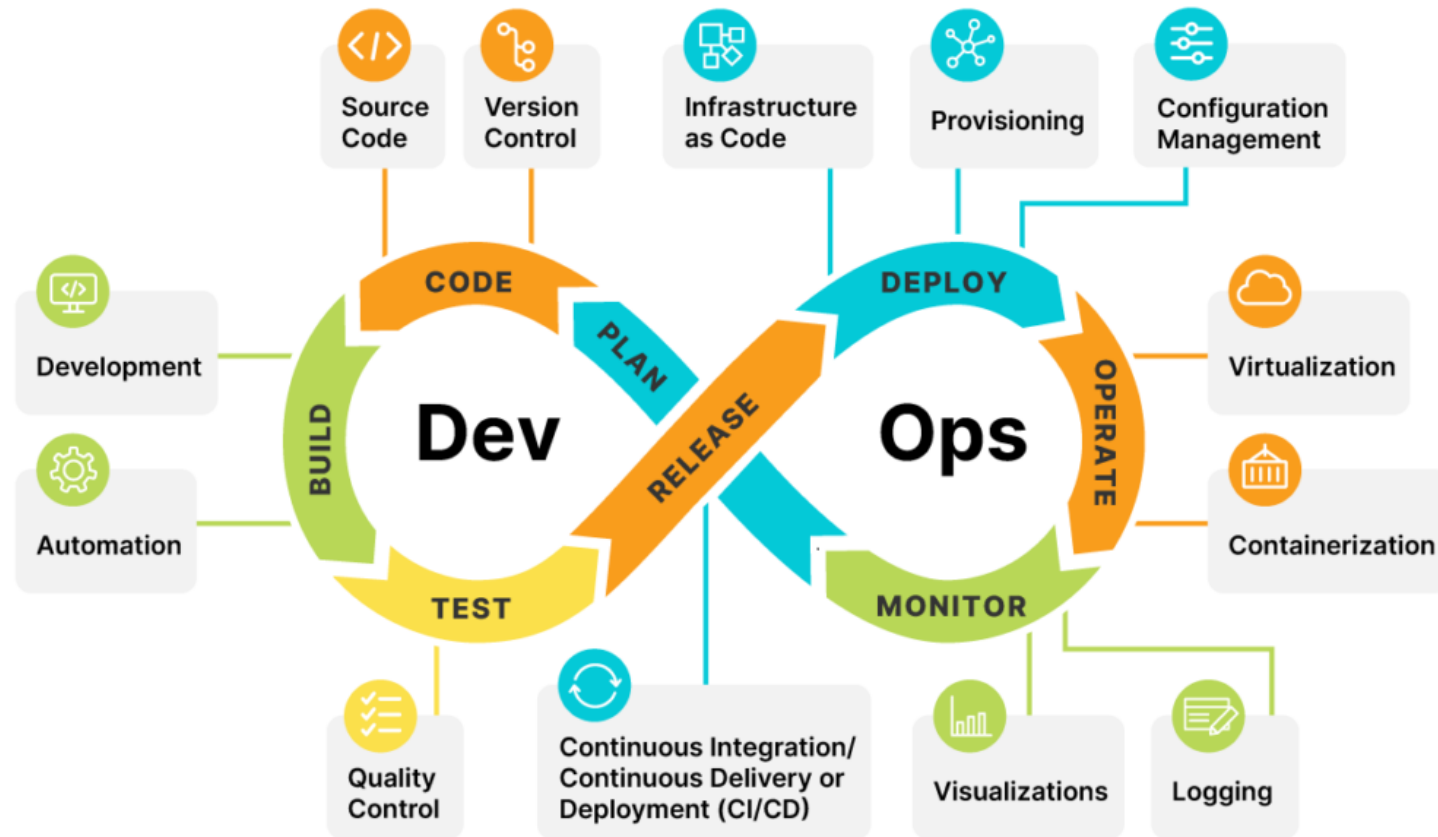 </>
Source
Code
Version
Control
Infrastructure
as Code
Provisioning
Configuration
Management
CODE
PLAN
DEPLOY
</>
Development
Virtualization
BUILD
Dev
RELEASE
Ops
OPERATE
Automation
Containerization
TEST
MONITOR
Quality
Control
Continuous Integration/
Continuous Delivery or
Deployment (CI/CD)
Visualizations
Logging